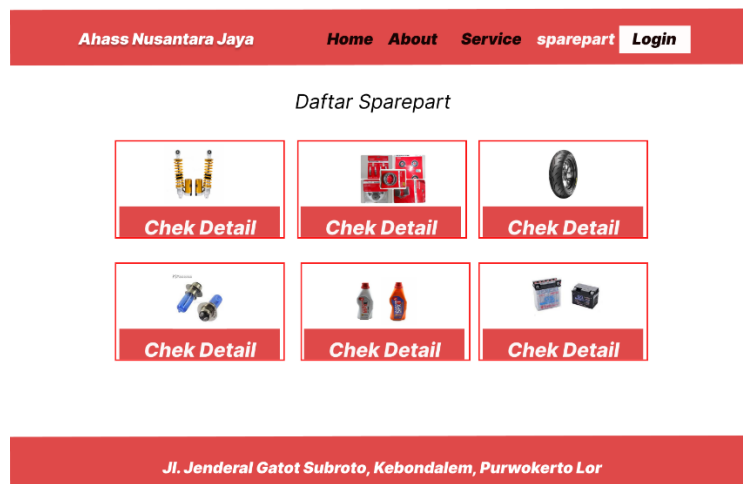 Ahass Nusantara Jaya Home About Service sparepart Login
Daftar Sparepart
Chek Detail Chek Detail Chek Detail
Chek Detail Chek Detail Chek Detail
Jl. Jenderal Gatot Subroto, Kebondalem, Purwokerto Lor